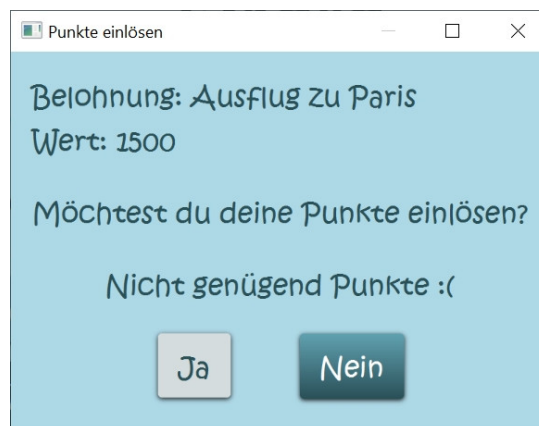 Punkte einlösen
Belohnung: Ausflug zu Paris
Wert: 1500
Möchtest du deine Punkte einlösen?
Nicht genügend Punkte :(
Ja Nein